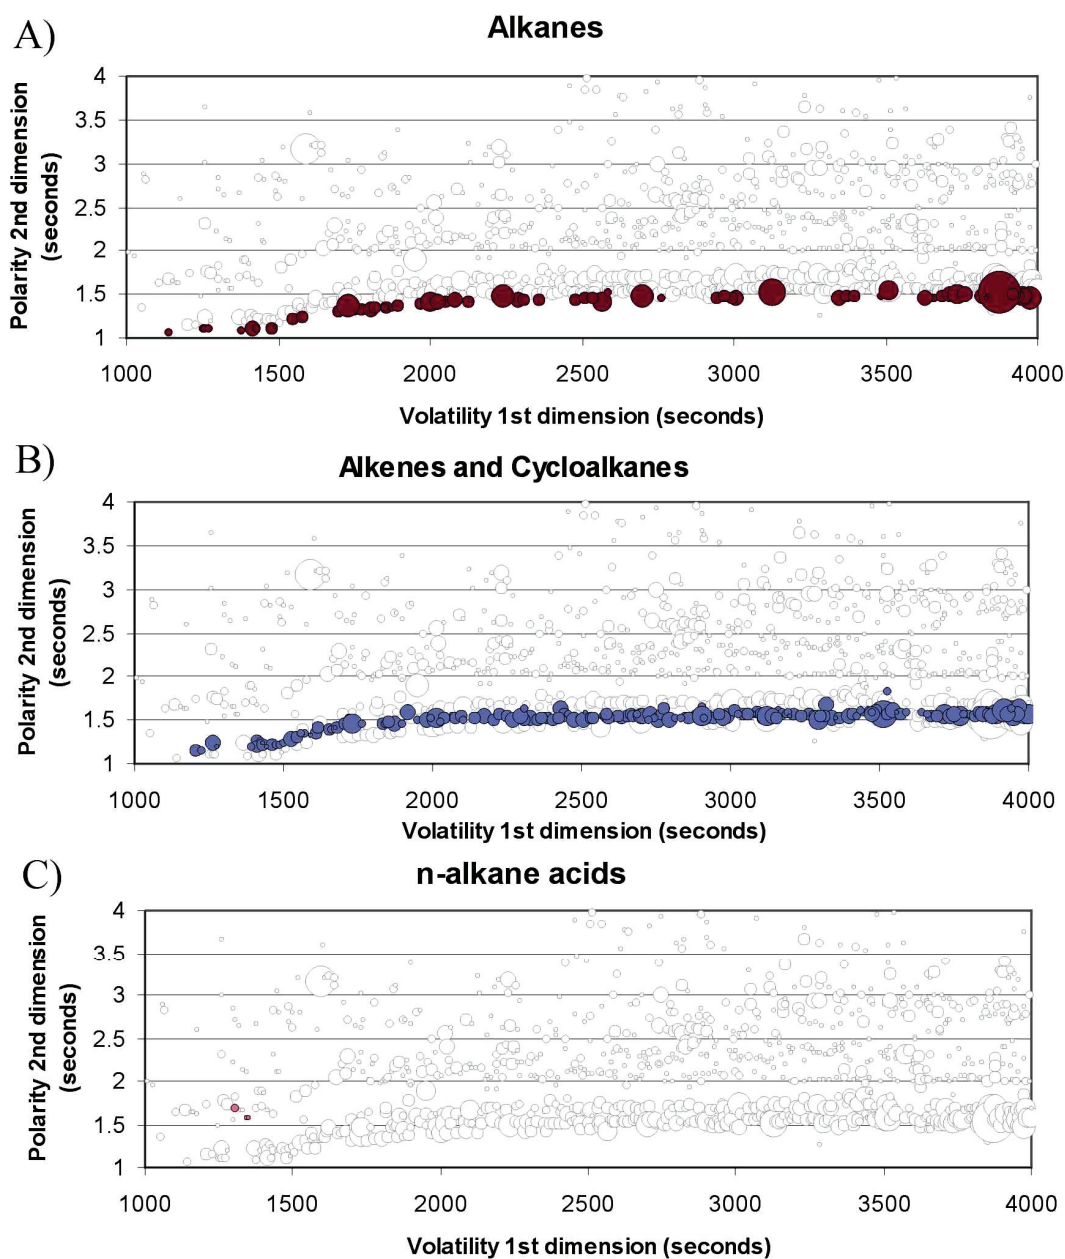 A)
Alkanes
Polarity 2nd dimension
(seconds)
4
3.5
3
2.5
2
1.5
1
1000 1500 2000 2500 3000 3500 4000
Volatility 1st dimension (seconds)
B)
Alkenes and Cycloalkanes
Polarity 2nd dimension
(seconds)
4
3.5
3
2.5
2
1.5
1
1000 1500 2000 2500 3000 3500 4000
Volatility 1st dimension (seconds)
C)
n-alkane acids
Polarity 2nd dimension
(seconds)
4
3.5
3
2.5
2
1.5
1
1000 1500 2000 2500 3000 3500 4000
Volatility 1st dimension (seconds)